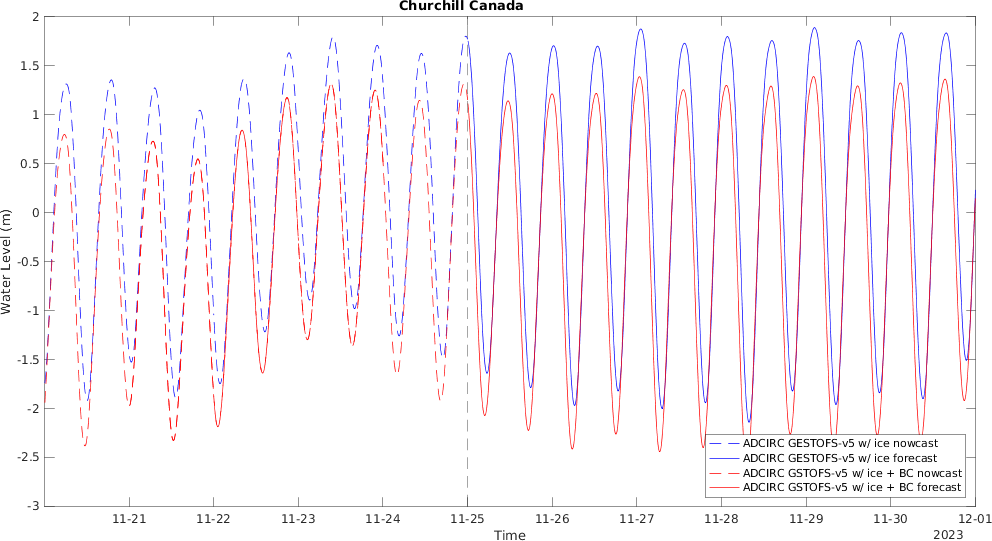 Churchill Canada
2
1.5
1
0.5
0
-0.5
-1
-1.5
-2
-2.5
-3
Water Level (m)
ADCIRC GESTOFS-v5 w/ ice nowcast
ADCIRC GESTOFS-v5 w/ ice forecast
ADCIRC GSTOFS-v5 w/ ice + BC nowcast
ADCIRC GSTOFS-v5 w/ ice + BC forecast
11-21 11-22 11-23 11-24 11-25 11-26 11-27 11-28 11-29 11-30 12-01
Time
2023